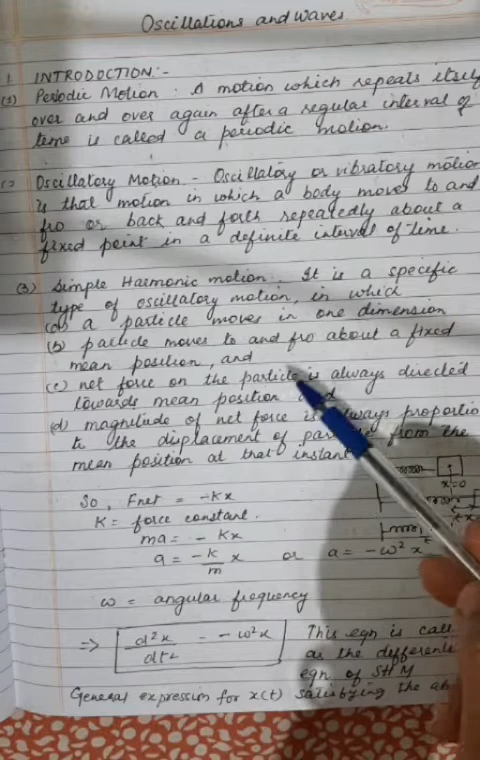 Oscillations and Waves
1 INTRODUCTION:-
(1) Periodic Motion : A motion which repeats itself
over and over again after a regular interval of
time is called a periodic motion.
Oscillatory Motion - Oscillatory or vibratory motion
is that motion in which a body moves to and
fro or back and forth repeatedly about a
fixed point in a definite interval of time.
(3) Simple Harmonic motion. It is a specific
type of oscillatory motion, in which
(a) a particle moves in one dimension
(b) particle moves to and fro about a fixed
mean position, and
(c) net force on the particle is always directed
towards mean position
(d) magnitude of net force is always proportio
to the displacement of from the
mean position at that instant
x=0
So, Fnet = -kx
K = force constant.
ma = - kx
a = -k/m x or a = -ω² x
ω = angular frequency
⇒ d²x/dt² = -ω²x This eqn is call
as the differente
eqn of SHM
General expression for x(t) satisbying the ab